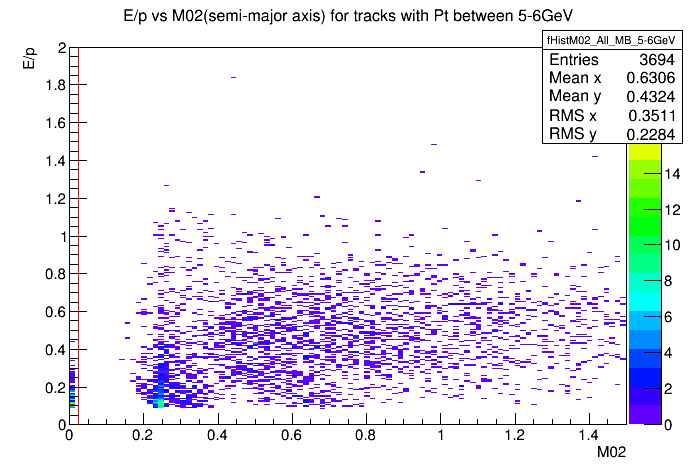 E/p vs M02(semi-major axis) for tracks with Pt between 5-6GeV
fHistM02_All_MB_5-6GeV
Entries 3694
Mean x 0.6306
Mean y 0.4324
RMS x 0.3511
RMS y 0.2284
E/p
2
1.8
1.6
1.4
1.2
1
0.8
0.6
0.4
0.2
0
0 0.2 0.4 0.6 0.8 1 1.2 1.4
M02
14
12
10
8
6
4
2
0